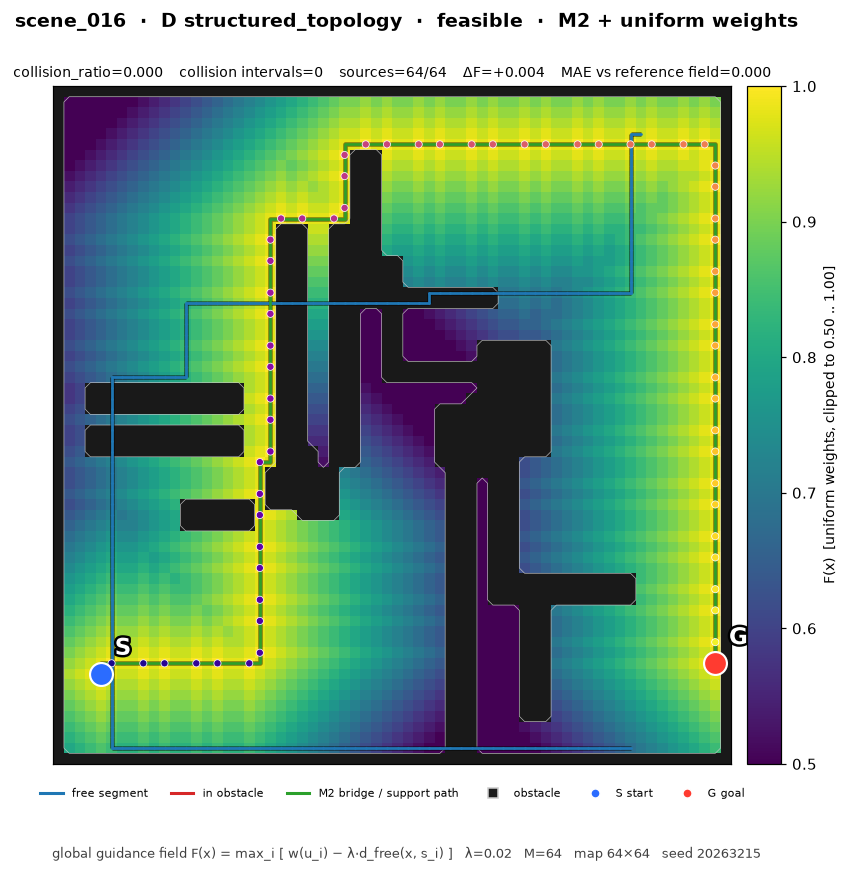 scene_016 · D structured_topology · feasible · M2 + uniform weights
collision_ratio=0.000 collision intervals=0 sources=64/64 ΔF=+0.004 MAE vs reference field=0.000
1.0
0.9
0.8
0.7
0.6
0.5
F(x) [uniform weights, clipped to 0.50 .. 1.00]
S
G
free segment in obstacle M2 bridge / support path obstacle S start G goal
global guidance field F(x) = max_i [ w(u_i) − λ·d_free(x, s_i) ] λ=0.02 M=64 map 64×64 seed 20263215